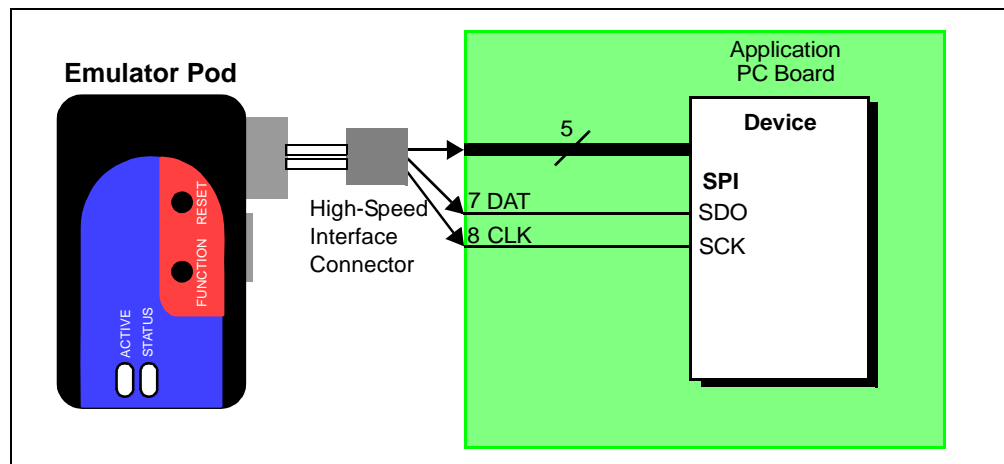 Emulator Pod
RESET
FUNCTION
ACTIVE
STATUS
High-Speed
Interface
Connector
Application
PC Board
5
7 DAT
8 CLK
Device
SPI
SDO
SCK